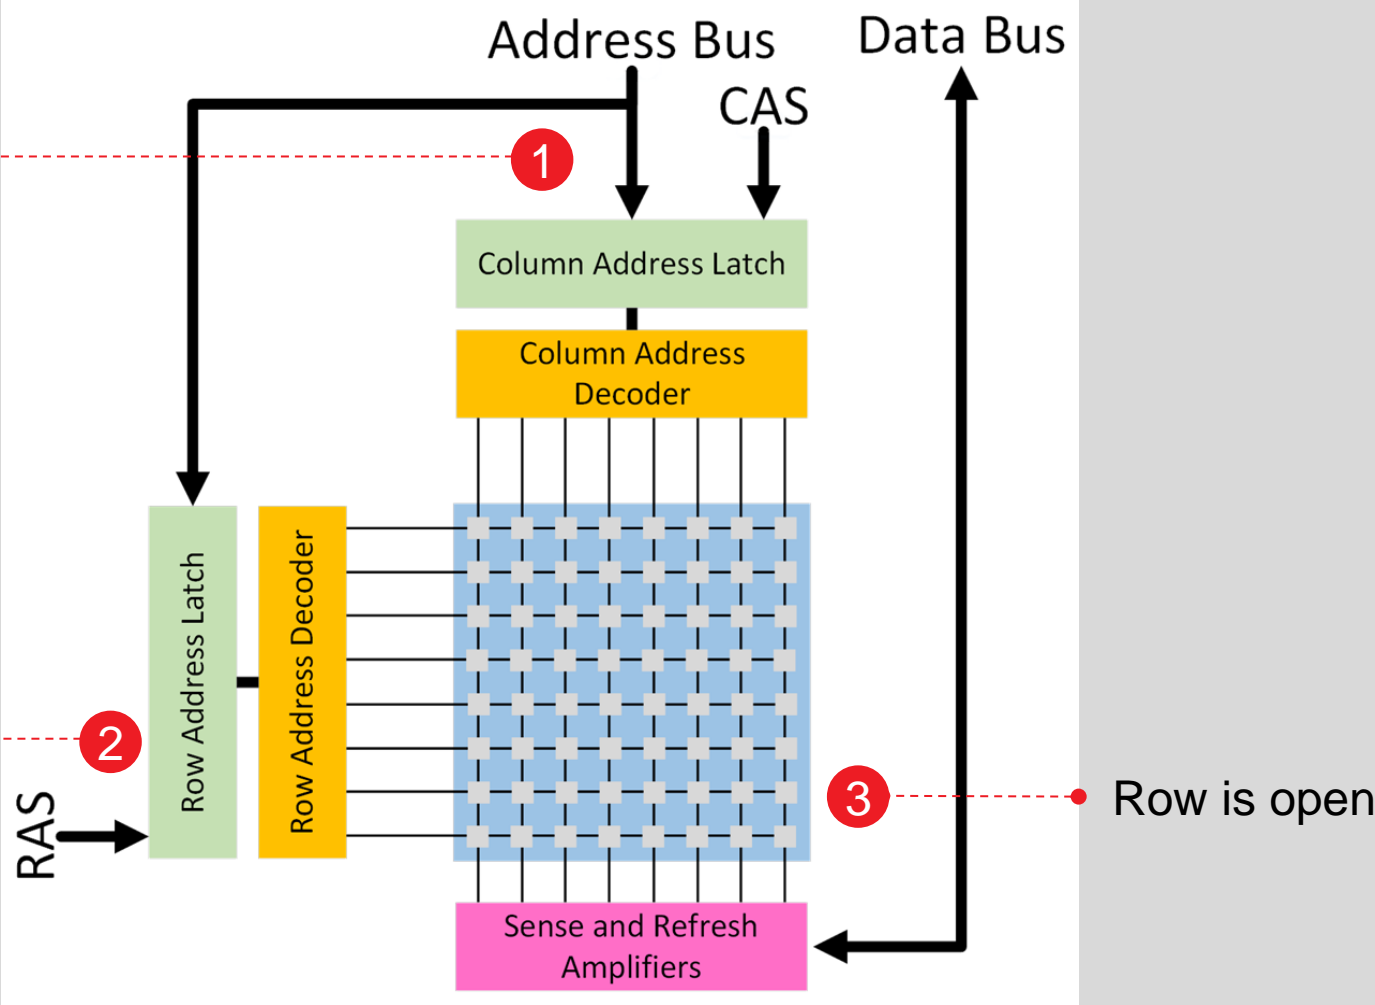 Address Bus
Data Bus
CAS
1
Column Address Latch
Column Address
Decoder
Row Address Latch
Row Address Decoder
2
RAS
3
Row is open
Sense and Refresh
Amplifiers